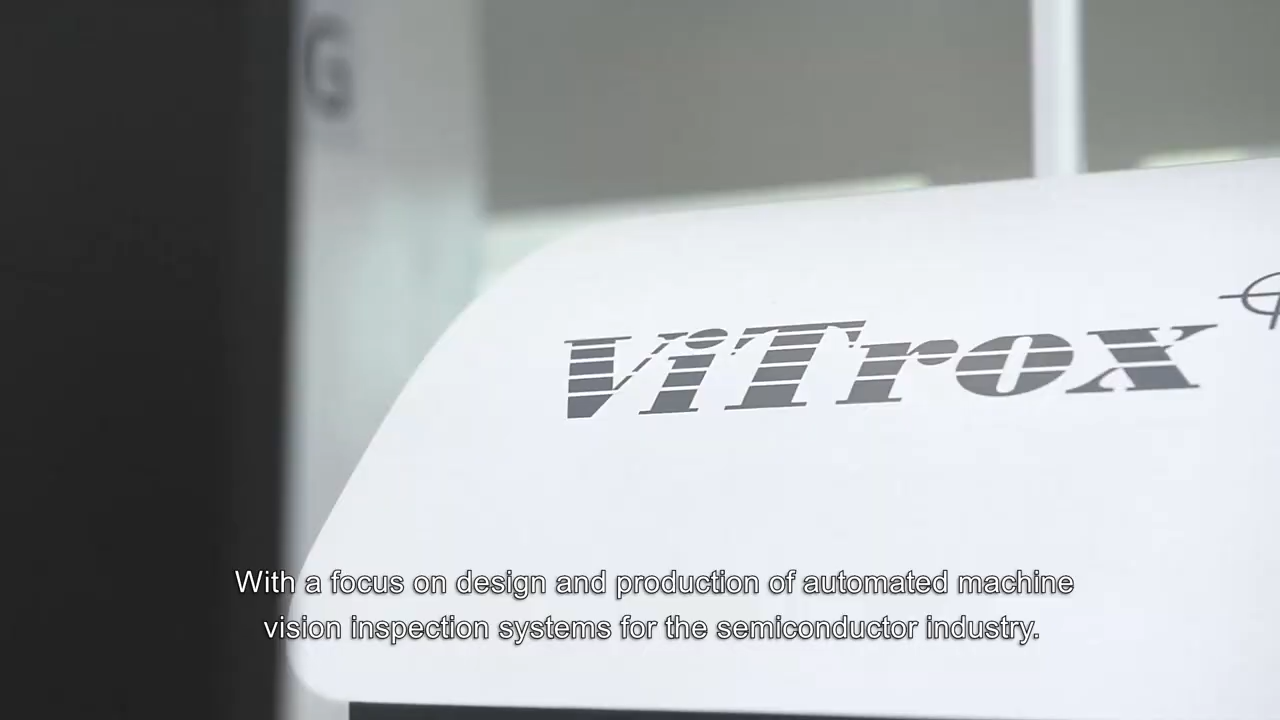 G
ViTrox
With a focus on design and production of automated machine
vision inspection systems for the semiconductor industry.